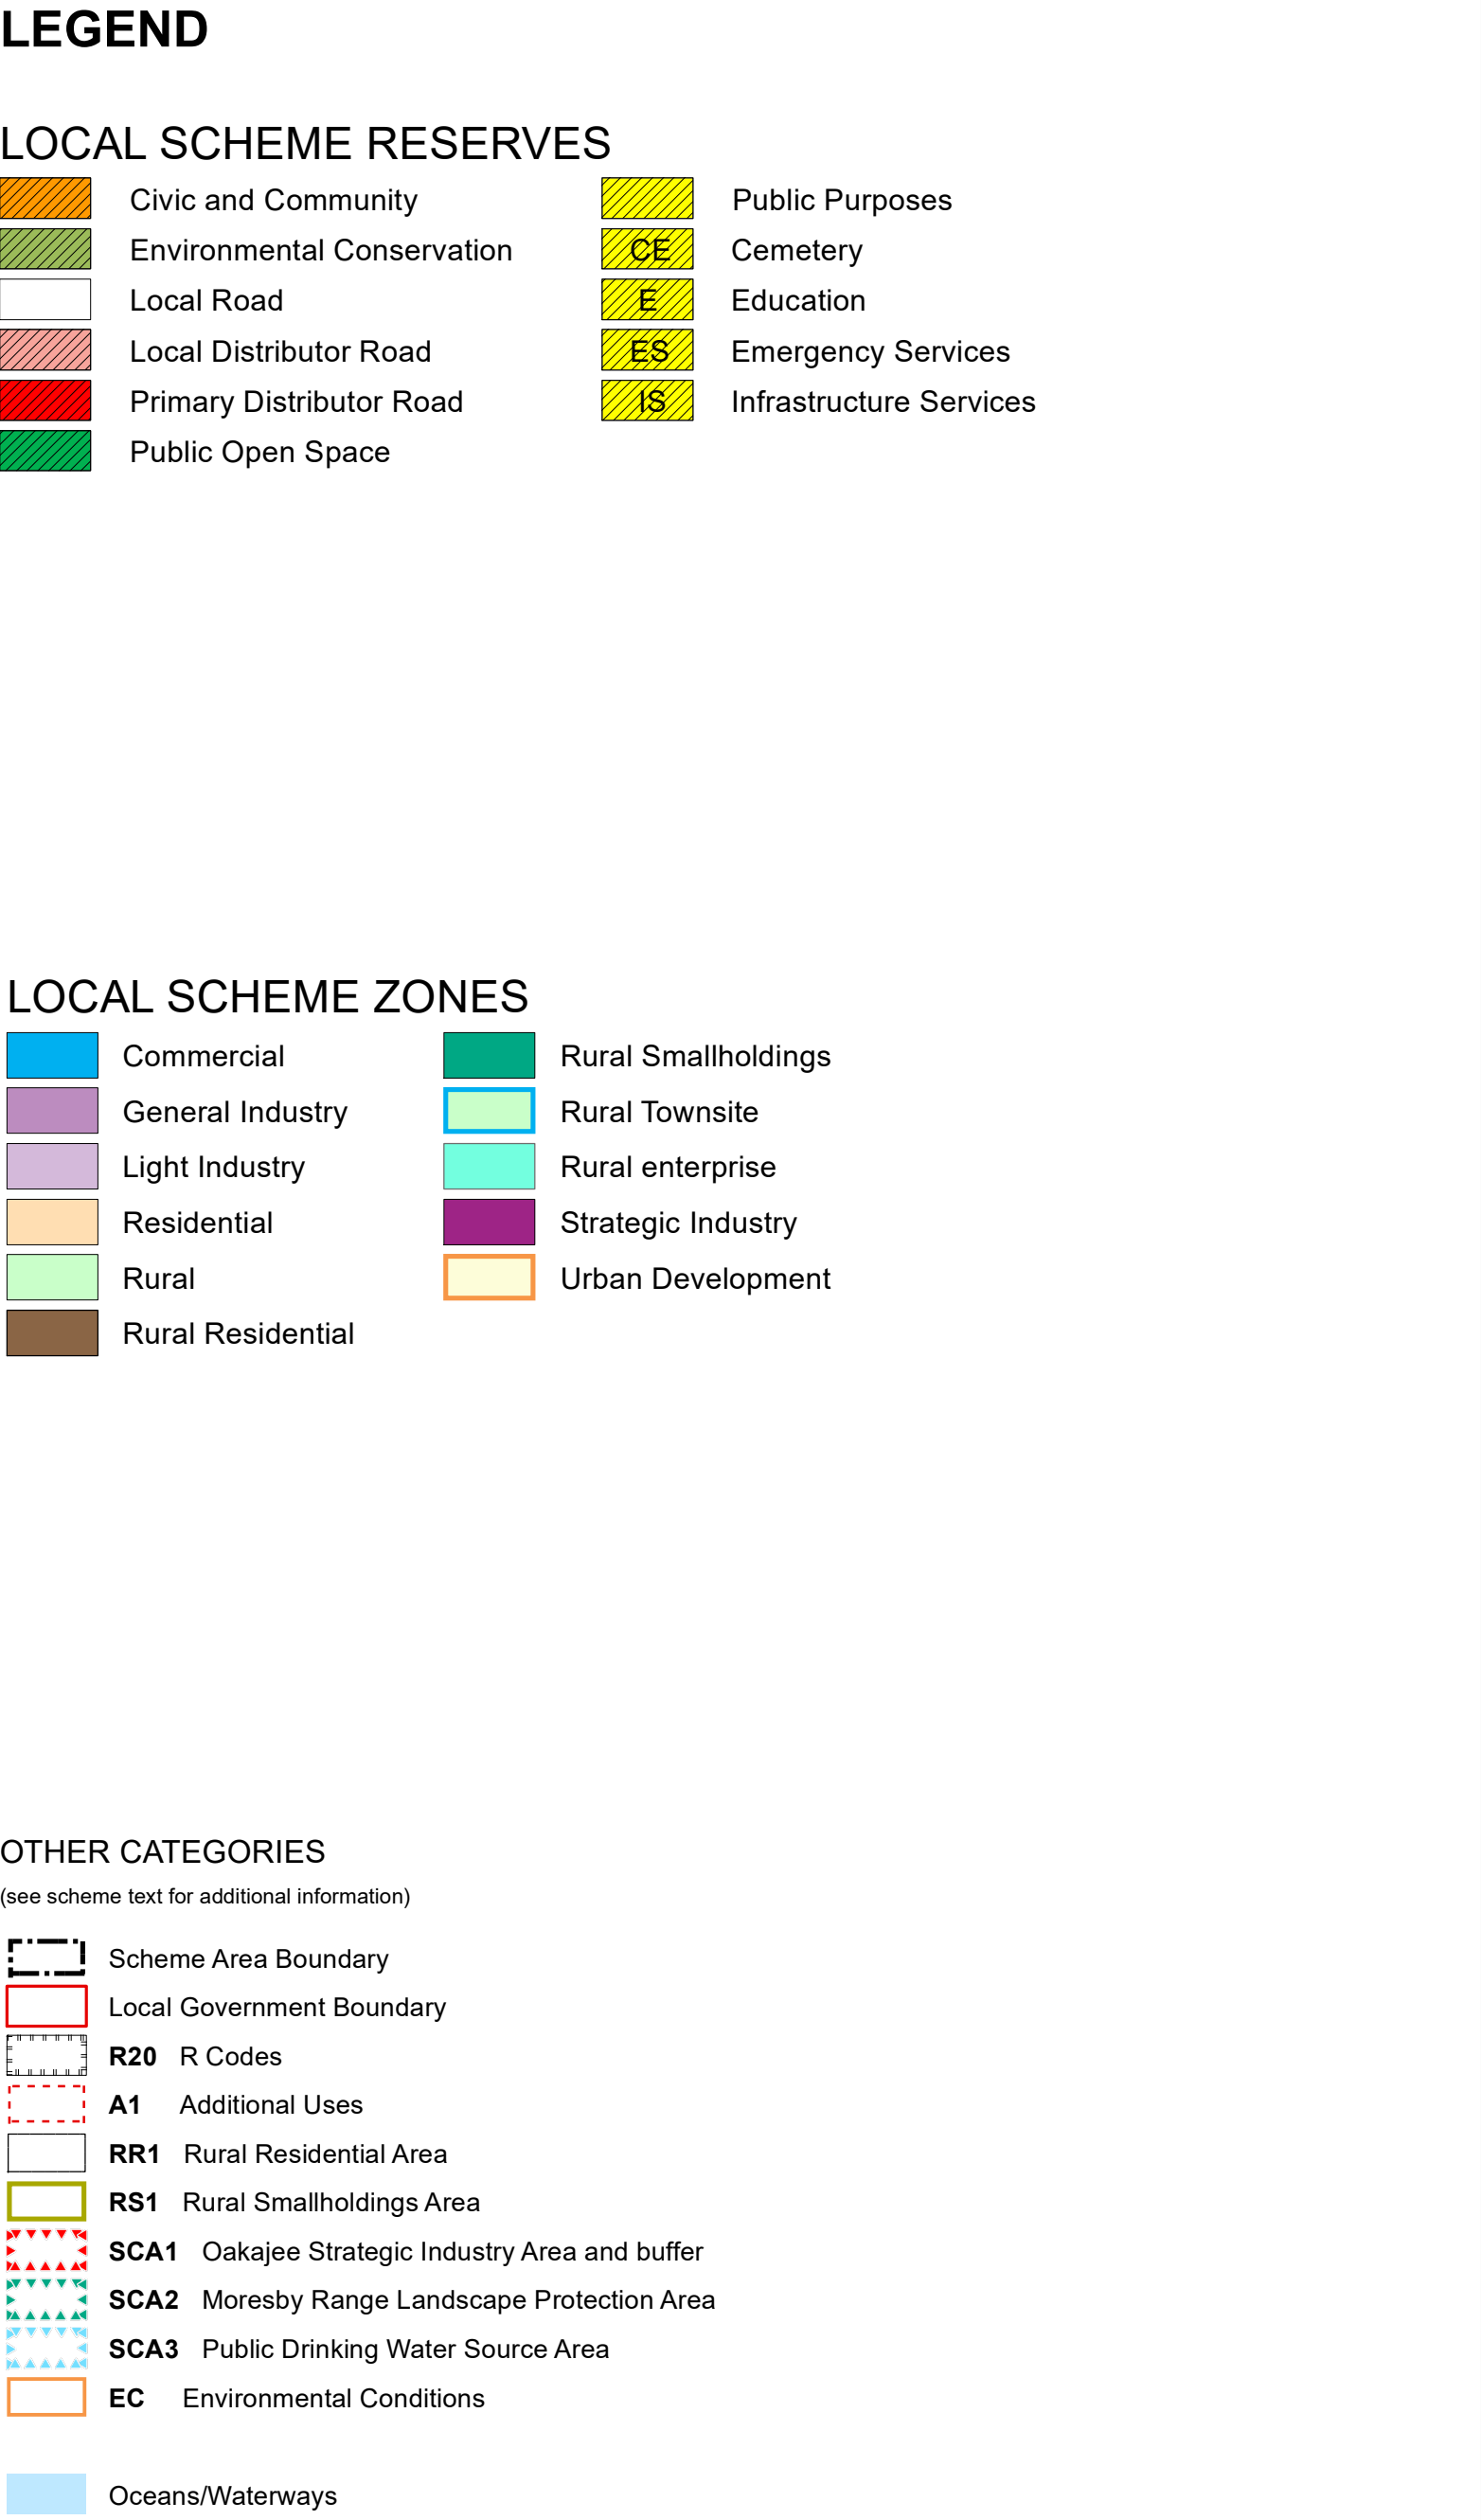 LEGEND
LOCAL SCHEME RESERVES
Civic and Community
Environmental Conservation
Local Road
Local Distributor Road
Primary Distributor Road
Public Open Space
Public Purposes
CE Cemetery
E Education
ES Emergency Services
IS Infrastructure Services
LOCAL SCHEME ZONES
Commercial
General Industry
Light Industry
Residential
Rural
Rural Residential
Rural Smallholdings
Rural Townsite
Rural enterprise
Strategic Industry
Urban Development
OTHER CATEGORIES
(see scheme text for additional information)
Scheme Area Boundary
Local Government Boundary
R20 R Codes
A1 Additional Uses
RR1 Rural Residential Area
RS1 Rural Smallholdings Area
SCA1 Oakajee Strategic Industry Area and buffer
SCA2 Moresby Range Landscape Protection Area
SCA3 Public Drinking Water Source Area
EC Environmental Conditions
Oceans/Waterways